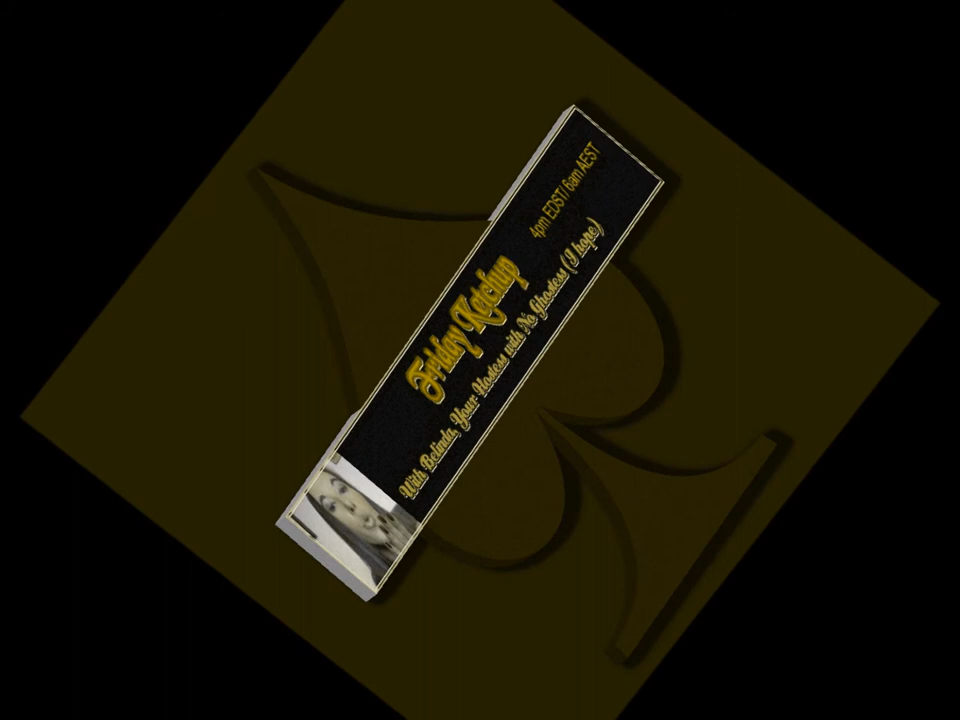 4pm EDST/ 6am AEST
Friday Ketchup
With Belinda, Your Hostess with No Ghostess (I hope)